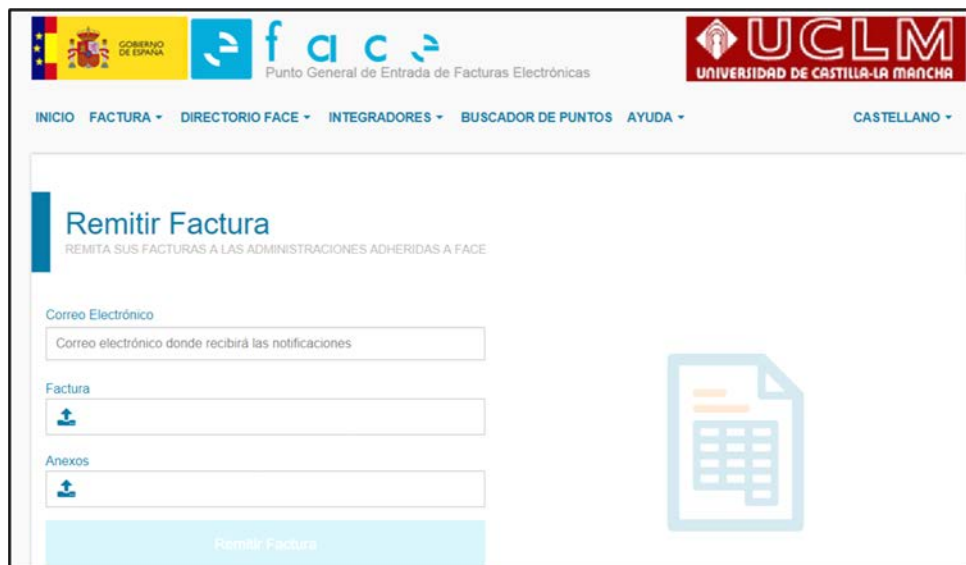 GOBIERNO
DE ESPAÑA
face
Punto General de Entrada de Facturas Electrónicas
UCLM
UNIVERSIDAD DE CASTILLA-LA MANCHA
INICIO FACTURA DIRECTORIO FACE INTEGRADORES BUSCADOR DE PUNTOS AYUDA CASTELLANO
Remitir Factura
REMITA SUS FACTURAS A LAS ADMINISTRACIONES ADHERIDAS A FACE
Correo Electrónico
Correo electrónico donde recibirá las notificaciones
Factura
Anexos
Remitir Factura